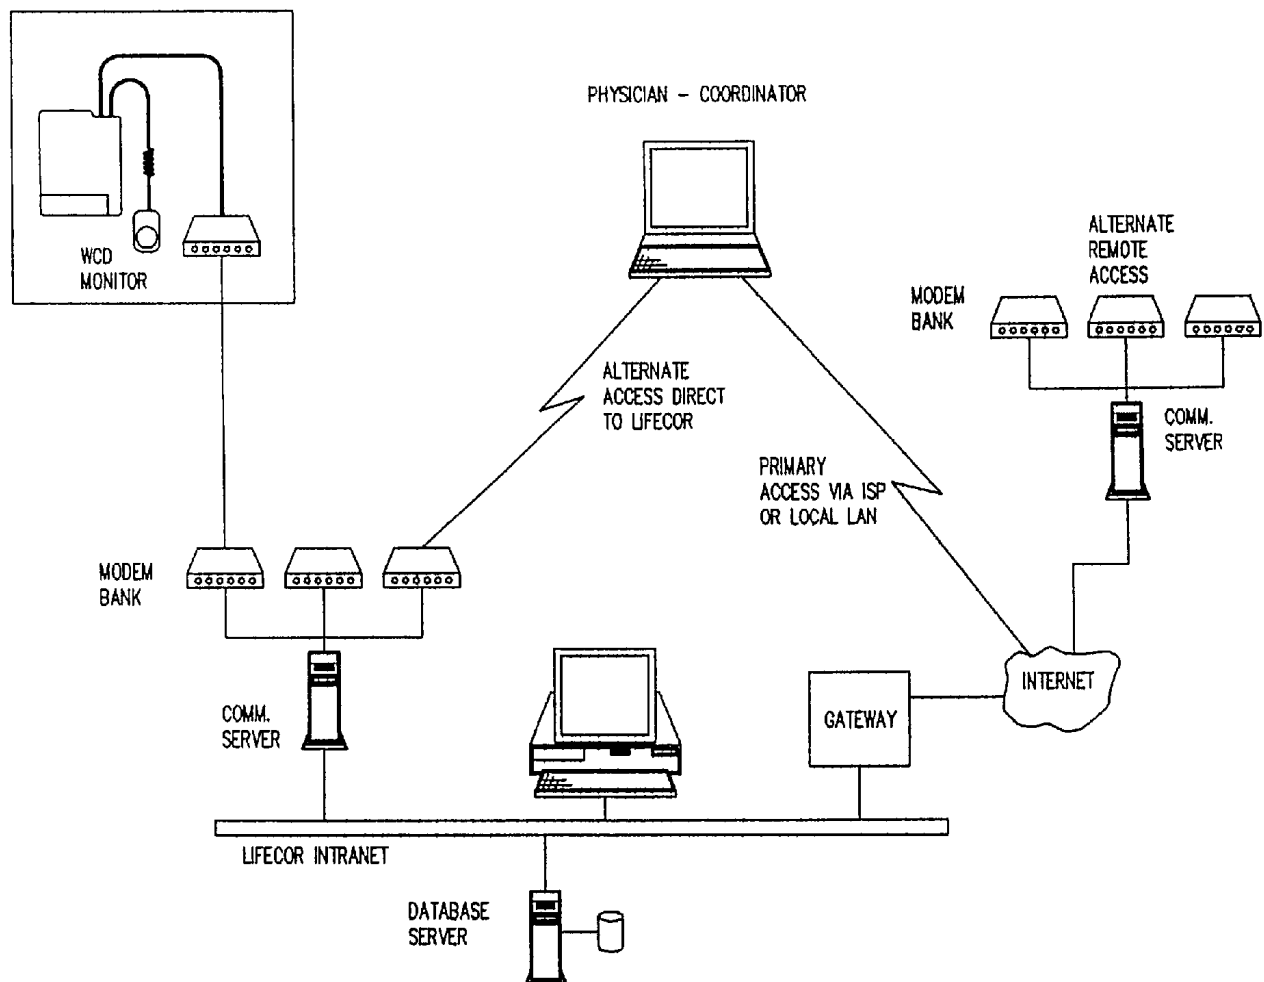 PHYSICIAN - COORDINATOR
WCD
MONITOR
ALTERNATE
REMOTE
ACCESS
MODEM
BANK
ALTERNATE
ACCESS DIRECT
TO LIFECOR
COMM.
SERVER
PRIMARY
ACCESS VIA ISP
OR LOCAL LAN
MODEM
BANK
INTERNET
GATEWAY
COMM.
SERVER
LIFECOR INTRANET
DATABASE
SERVER